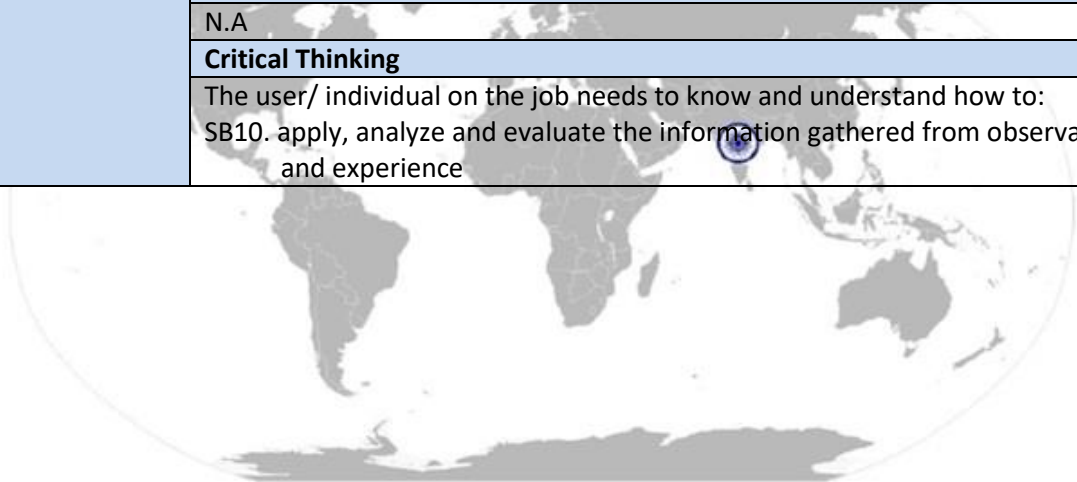 N.A
Critical Thinking
The user/ individual on the job needs to know and understand how to:
SB10. apply, analyze and evaluate the information gathered from
and experience